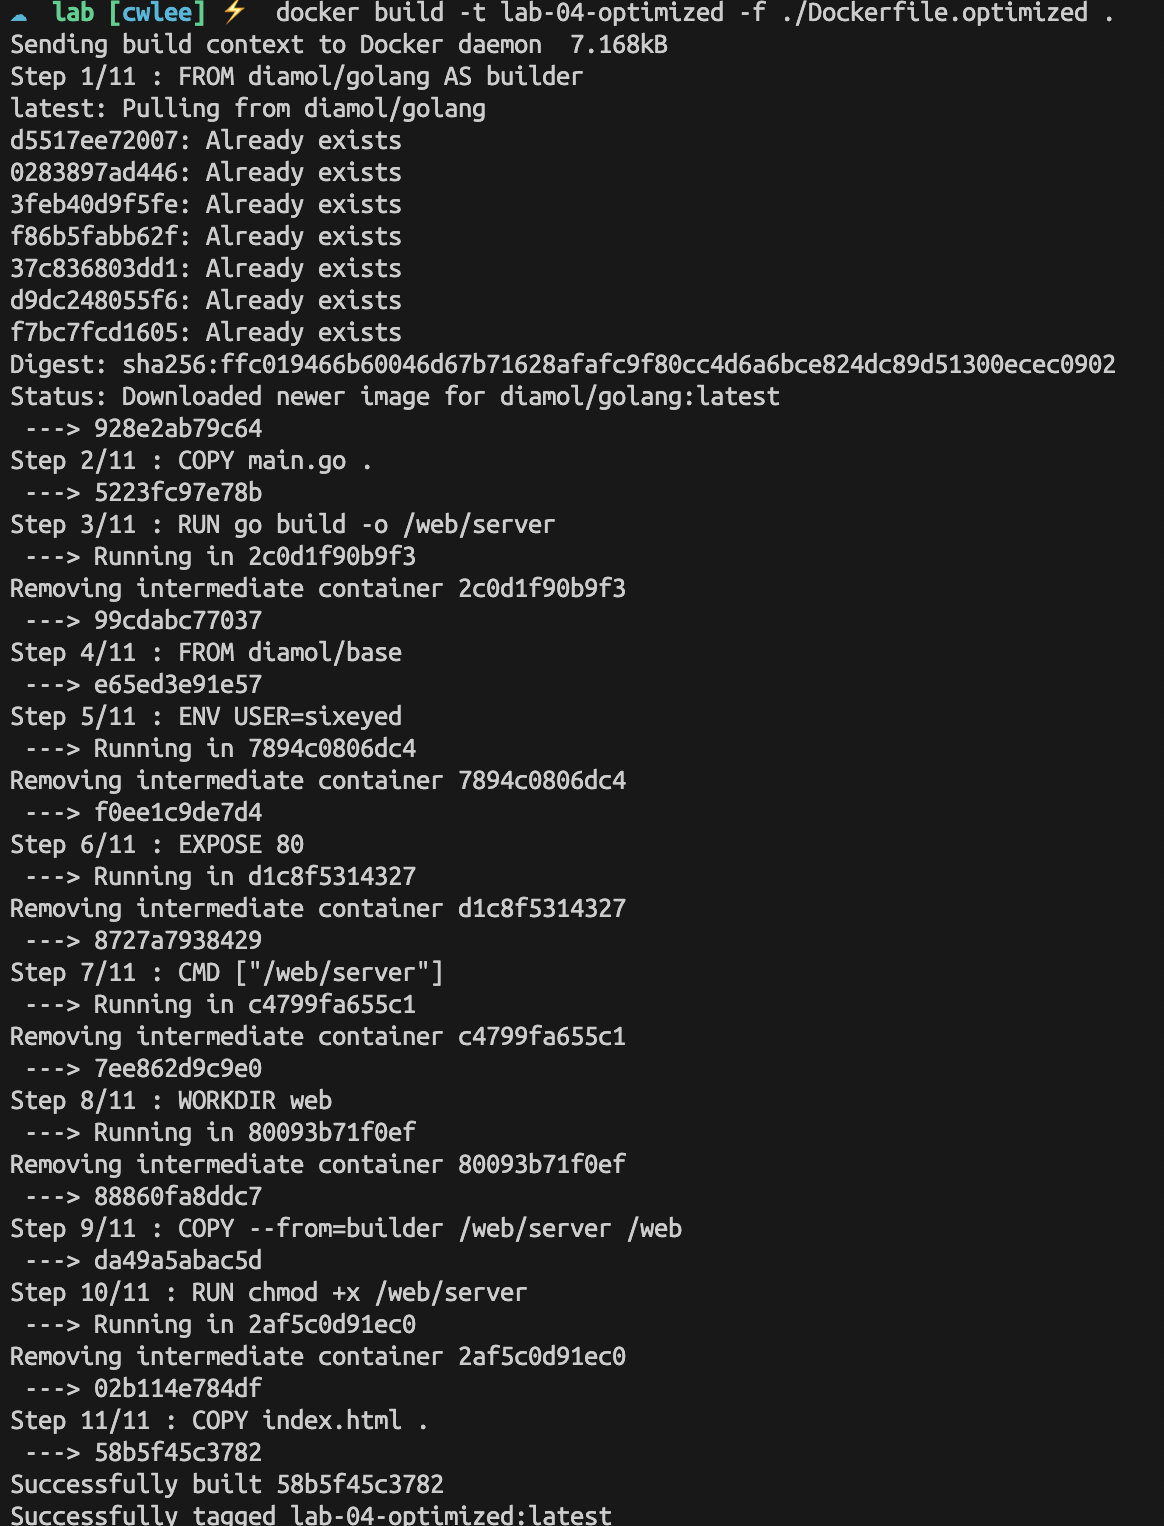 lab [cwlee] ⚡ docker build -t lab-04-optimized -f ./Dockerfile.optimized .
Sending build context to Docker daemon  7.168kB
Step 1/11 : FROM diamol/golang AS builder
latest: Pulling from diamol/golang
d5517ee72007: Already exists
0283897ad446: Already exists
3feb40d9f5fe: Already exists
f86b5fabb62f: Already exists
37c836803dd1: Already exists
d9dc248055f6: Already exists
f7bc7fcd1605: Already exists
Digest: sha256:ffc019466b60046d67b71628afafc9f80cc4d6a6bce824dc89d51300ecec0902
Status: Downloaded newer image for diamol/golang:latest
 ---> 928e2ab79c64
Step 2/11 : COPY main.go .
 ---> 5223fc97e78b
Step 3/11 : RUN go build -o /web/server
 ---> Running in 2c0d1f90b9f3
Removing intermediate container 2c0d1f90b9f3
 ---> 99cdabc77037
Step 4/11 : FROM diamol/base
 ---> e65ed3e91e57
Step 5/11 : ENV USER=sixeyed
 ---> Running in 7894c0806dc4
Removing intermediate container 7894c0806dc4
 ---> f0ee1c9de7d4
Step 6/11 : EXPOSE 80
 ---> Running in d1c8f5314327
Removing intermediate container d1c8f5314327
 ---> 8727a7938429
Step 7/11 : CMD ["/web/server"]
 ---> Running in c4799fa655c1
Removing intermediate container c4799fa655c1
 ---> 7ee862d9c9e0
Step 8/11 : WORKDIR web
 ---> Running in 80093b71f0ef
Removing intermediate container 80093b71f0ef
 ---> 88860fa8ddc7
Step 9/11 : COPY --from=builder /web/server /web
 ---> da49a5abac5d
Step 10/11 : RUN chmod +x /web/server
 ---> Running in 2af5c0d91ec0
Removing intermediate container 2af5c0d91ec0
 ---> 02b114e784df
Step 11/11 : COPY index.html .
 ---> 58b5f45c3782
Successfully built 58b5f45c3782
Successfully tagged lab-04-optimized:latest